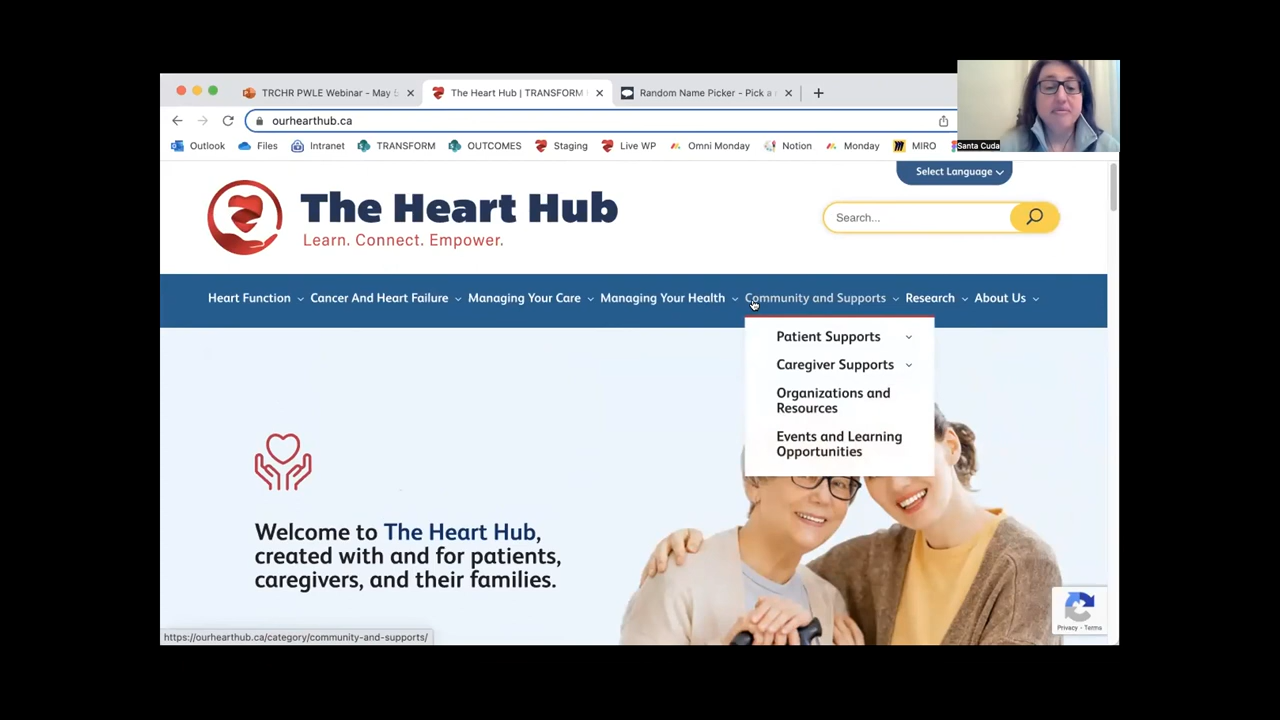 TRCHR PWLE Webinar - May
The Heart Hub | TRANSFORM
Random Name Picker - Pick a
ourhearthub.ca
Outlook
Files
Intranet
TRANSFORM
OUTCOMES
Staging
Live WP
Omni Monday
Notion
Monday
MIRO
Santa Cuda
Select Language
The Heart Hub
Learn. Connect. Empower.
Search...
Heart Function
Cancer And Heart Failure
Managing Your Care
Managing Your Health
Community and Supports
Research
About Us
Patient Supports
Caregiver Supports
Organizations and
Resources
Events and Learning
Opportunities
Welcome to The Heart Hub,
created with and for patients,
caregivers, and their families.
Privacy - Terms
https://ourhearthub.ca/category/community-and-supports/